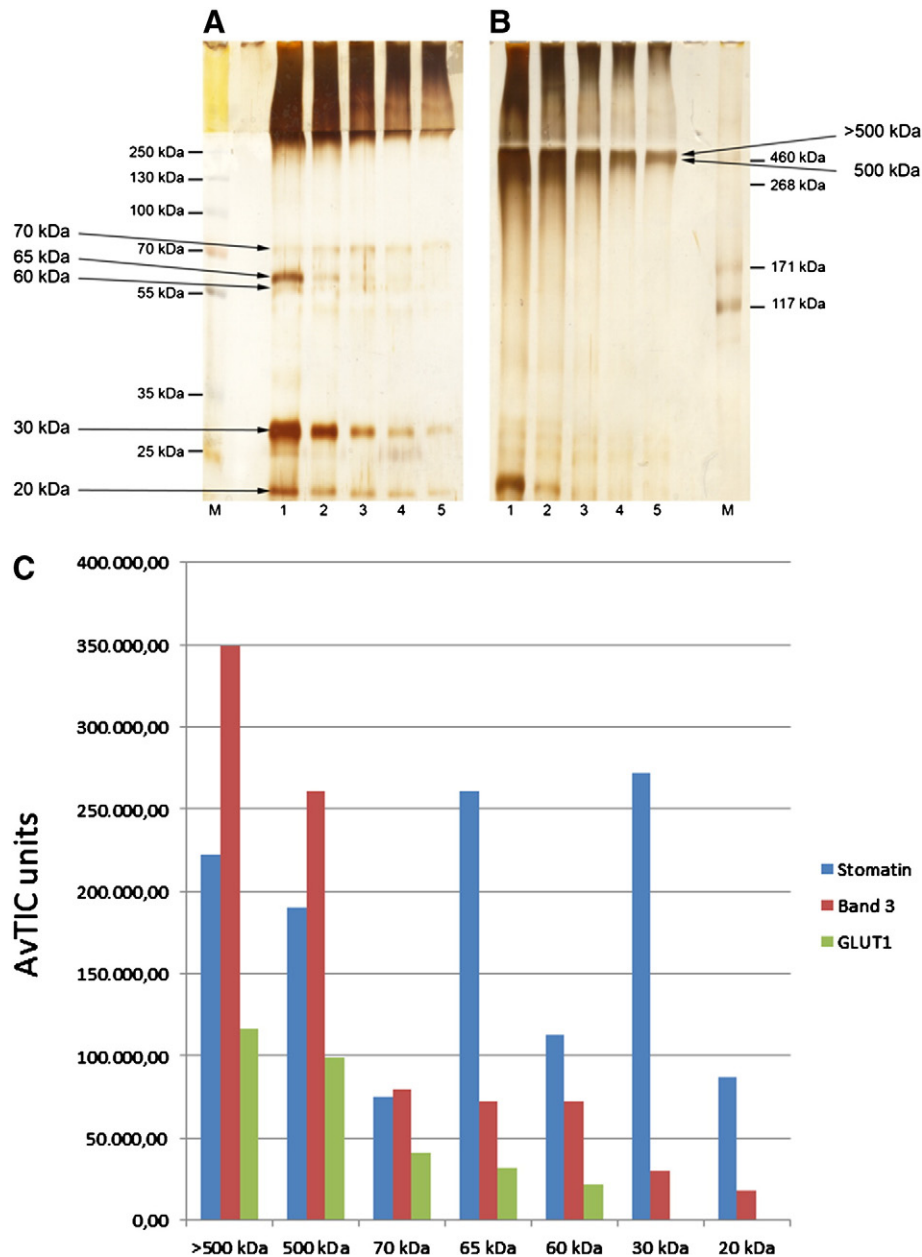 A
B
250 kDa
130 kDa
100 kDa
70 kDa
55 kDa
35 kDa
25 kDa
70 kDa
65 kDa
60 kDa
30 kDa
20 kDa
M 1 2 3 4 5
>500 kDa
500 kDa
460 kDa
268 kDa
171 kDa
117 kDa
1 2 3 4 5 M
C
AvTIC units
400.000,00
350.000,00
300.000,00
250.000,00
200.000,00
150.000,00
100.000,00
50.000,00
0,00
>500 kDa 500 kDa 70 kDa 65 kDa 60 kDa 30 kDa 20 kDa
Stomatin
Band 3
GLUT1